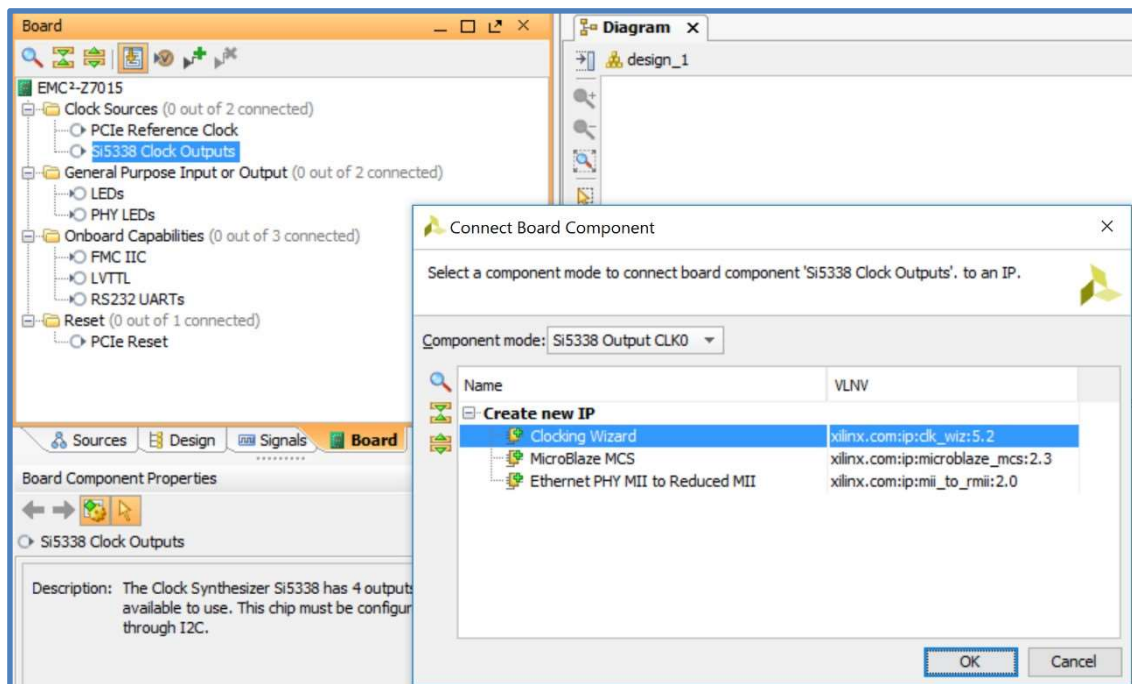 Board
EMC²-Z7015
Clock Sources (0 out of 2 connected)
PCIe Reference Clock
Si5338 Clock Outputs
General Purpose Input or Output (0 out of 2 connected)
LEDs
PHY LEDs
Onboard Capabilities (0 out of 3 connected)
FMC IIC
LVTTL
RS232 UARTs
Reset (0 out of 1 connected)
PCIe Reset
Sources Design Signals Board
Board Component Properties
Si5338 Clock Outputs
Description: The Clock Synthesizer Si5338 has 4 outputs
available to use. This chip must be configur
through I2C.
Diagram
design_1
Connect Board Component
Select a component mode to connect board component 'Si5338 Clock Outputs'. to an IP.
Component mode: Si5338 Output CLK0
Name VLNV
Create new IP
Clocking Wizard xilinx.com:ip:clk_wiz:5.2
MicroBlaze MCS xilinx.com:ip:microblaze_mcs:2.3
Ethernet PHY MII to Reduced MII xilinx.com:ip:mii_to_rmii:2.0
OK Cancel